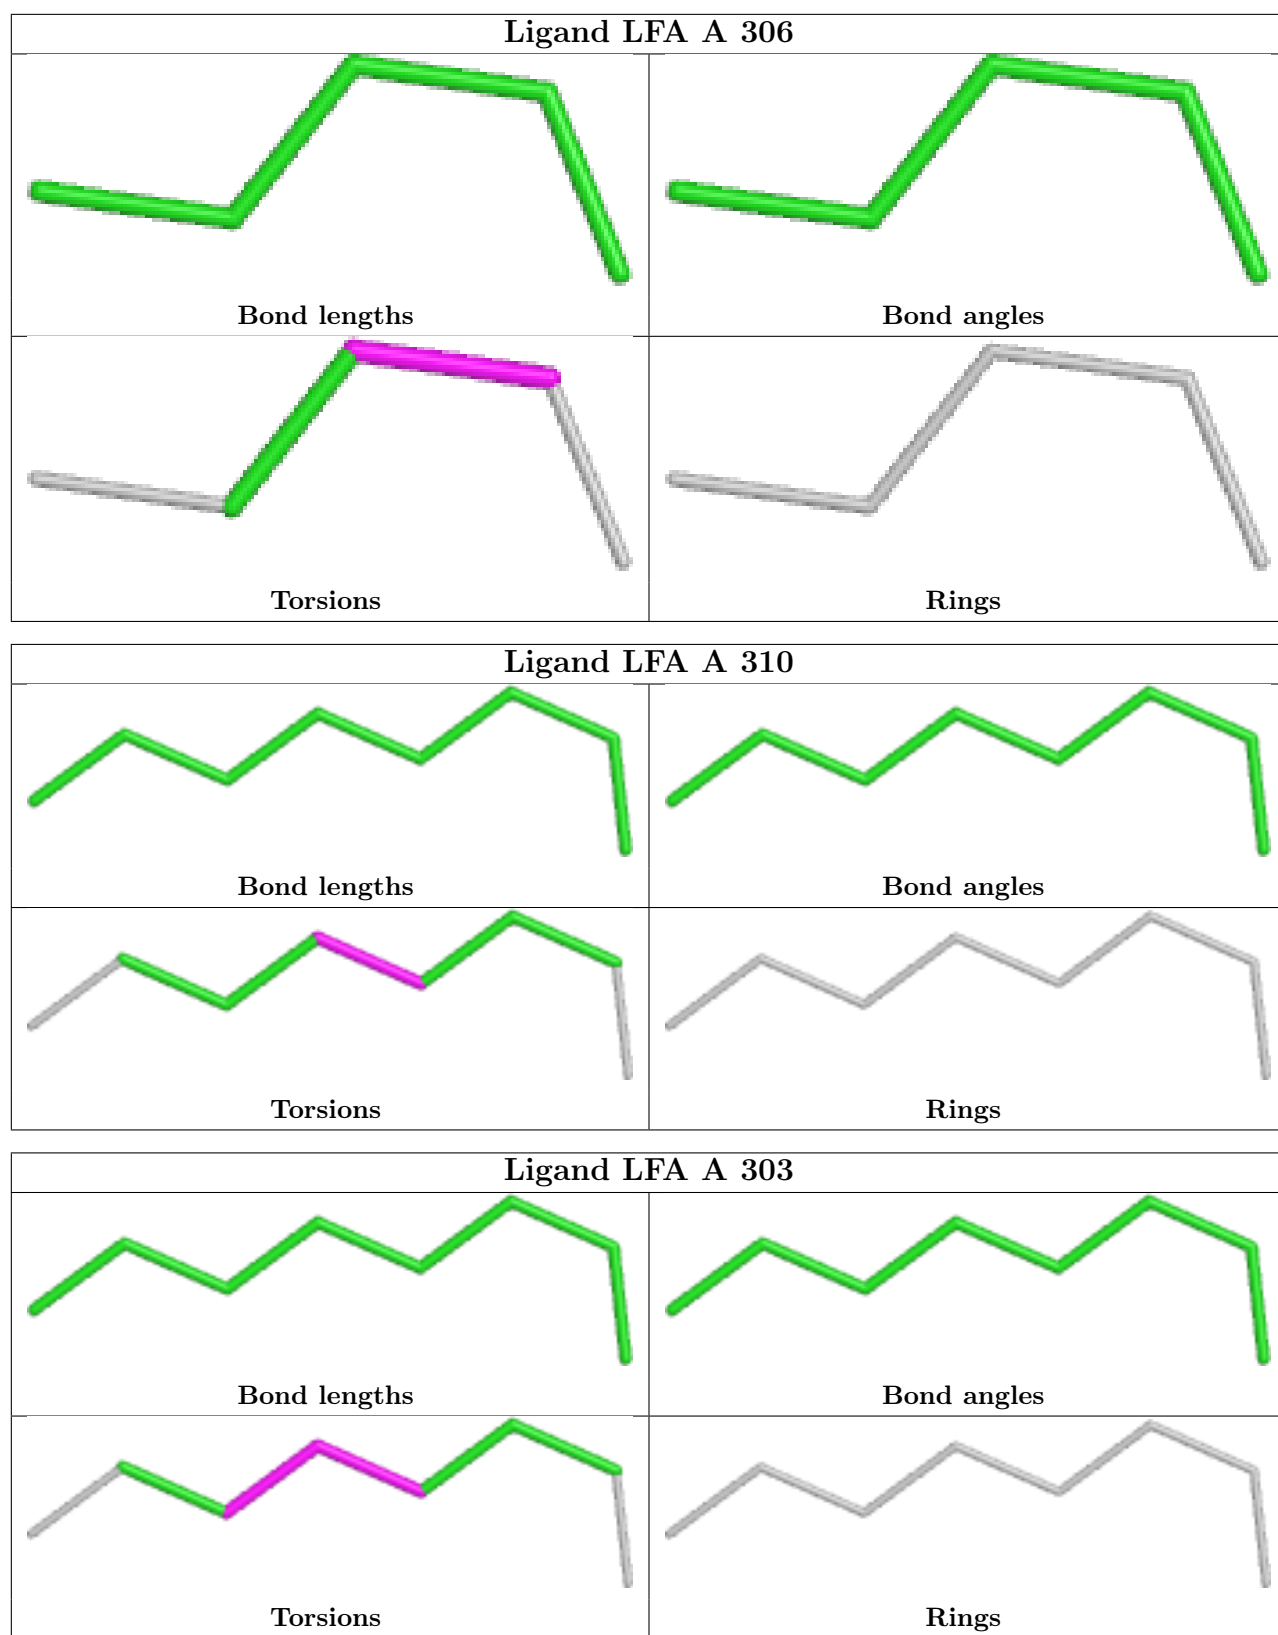 Ligand LFA A 306
Bond lengths
Bond angles
Torsions
Rings
Ligand LFA A 310
Bond lengths
Bond angles
Torsions
Rings
Ligand LFA A 303
Bond lengths
Bond angles
Torsions
Rings